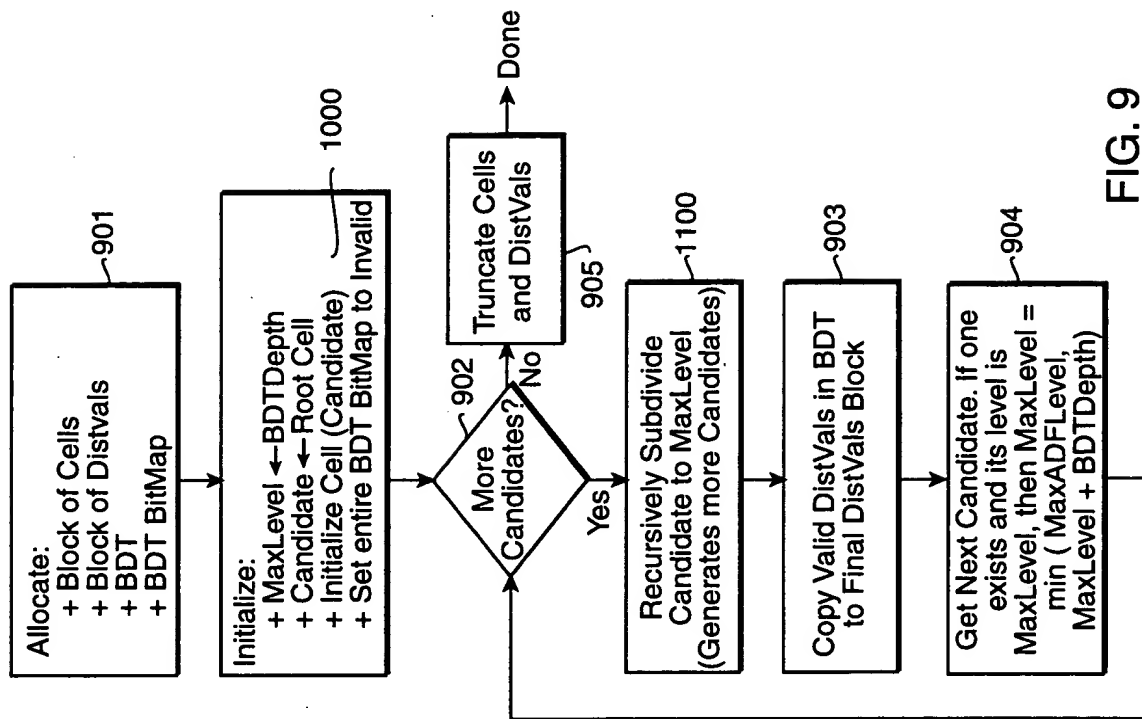 901
Allocate:
+ Block of Cells
+ Block of Distvals
+ BDT
+ BDT BitMap
1000
Initialize:
+ MaxLevel ←BDTDepth
+ Candidate ←Root Cell
+ Initialize Cell (Candidate)
+ Set entire BDT BitMap to Invalid
902
More
Candidates?
No
Truncate Cells
and DistVals
905
Done
Yes
1100
Recursively Subdivide
Candidate to MaxLevel
(Generates more Candidates)
903
Copy Valid DistVals in BDT
to Final DistVals Block
904
Get Next Candidate. If one
exists and its level is
MaxLevel, then MaxLevel =
min ( MaxADFLevel,
MaxLevel + BDTDepth)
FIG. 9